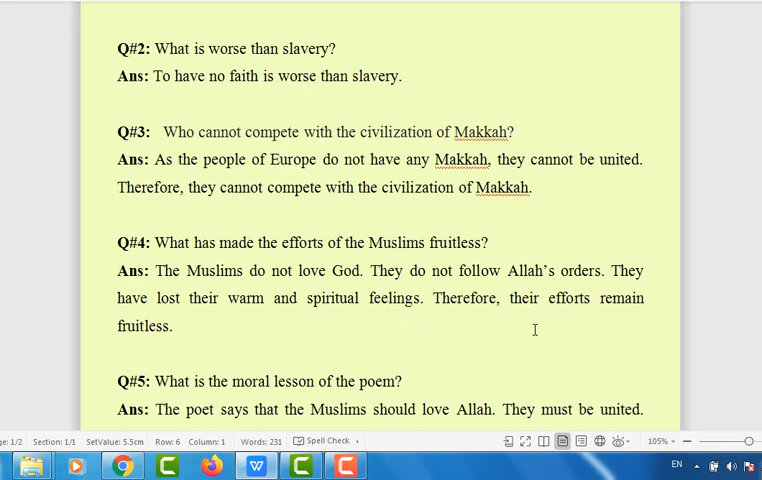 Q#2: What is worse than slavery?
Ans: To have no faith is worse than slavery.
Q#3: Who cannot compete with the civilization of Makkah?
Ans: As the people of Europe do not have any Makkah, they cannot be united.
Therefore, they cannot compete with the civilization of Makkah.
Q#4: What has made the efforts of the Muslims fruitless?
Ans: The Muslims do not love God. They do not follow Allah's orders. They
have lost their warm and spiritual feelings. Therefore, their efforts remain
fruitless.
Q#5: What is the moral lesson of the poem?
Ans: The poet says that the Muslims should love Allah. They must be united.
ge: 1/2 Section: 1/1 SetValue: 5.5cm Row: 6 Column: 1 Words: 231 Spell Check 105%
EN